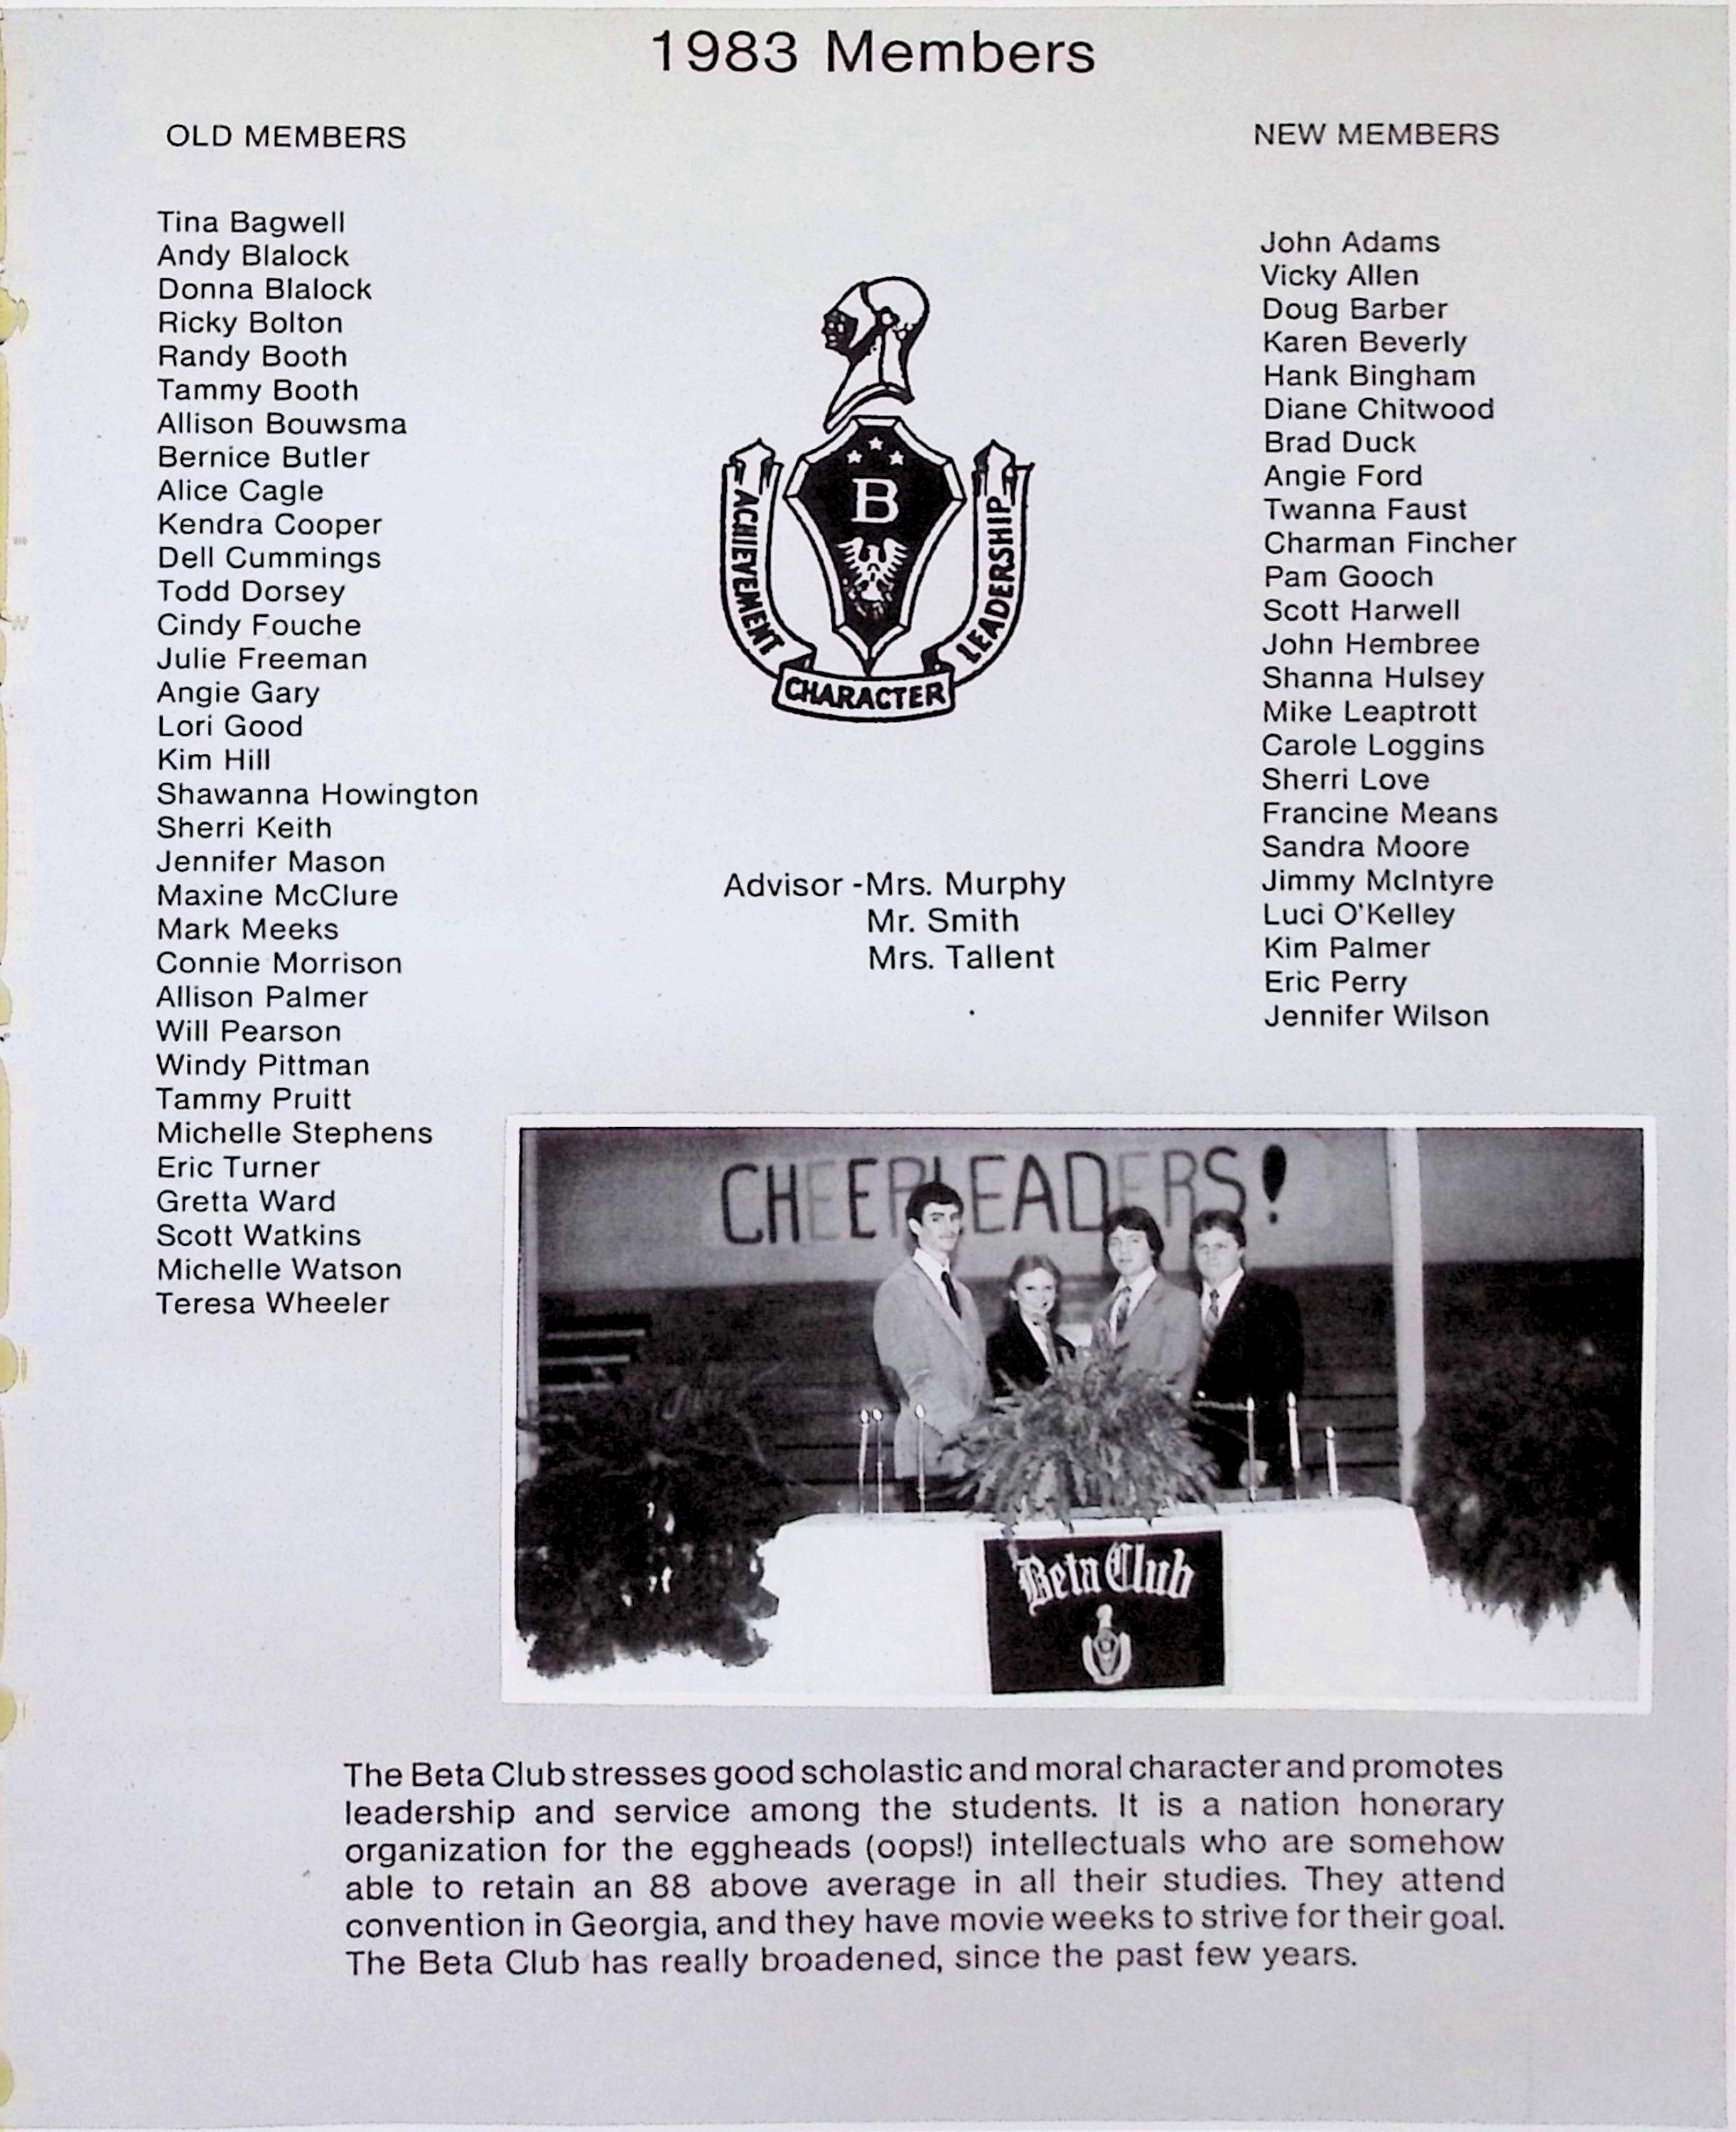 1983 Members
OLD MEMBERS
Tina Bagwell
Andy Blalock
Donna Blalock
Ricky Bolton
Randy Booth
Tammy Booth
Allison Bouwsma
Bernice Butler
Alice Cagle
Kendra Cooper
Dell Cummings
Todd Dorsey
Cindy Fouche
Julie Freeman
Angie Gary
Lori Good
Kim Hill
Shawanna Howington
Sherri Keith
Jennifer Mason
Maxine McClure
Mark Meeks
Connie Morrison
Allison Palmer
Will Pearson
Windy Pittman
Tammy Pruitt
Michelle Stephens
Eric Turner
Gretta Ward
Scott Watkins
Michelle Watson
Teresa Wheeler
B
ACHIEVEMENT
CHARACTER
LEADERSHIP
Advisor -Mrs. Murphy
Mr. Smith
Mrs. Tallent
NEW MEMBERS
John Adams
Vicky Allen
Doug Barber
Karen Beverly
Hank Bingham
Diane Chitwood
Brad Duck
Angie Ford
Twanna Faust
Charman Fincher
Pam Gooch
Scott Harwell
John Hembree
Shanna Hulsey
Mike Leaptrott
Carole Loggins
Sherri Love
Francine Means
Sandra Moore
Jimmy McIntyre
Luci O'Kelley
Kim Palmer
Eric Perry
Jennifer Wilson
CHEERLEADERS!
Beta Club
The Beta Club stresses good scholastic and moral character and promotes
leadership and service among the students. It is a nation honorary
organization for the eggheads (oops!) intellectuals who are somehow
able to retain an 88 above average in all their studies. They attend
convention in Georgia, and they have movie weeks to strive for their goal.
The Beta Club has really broadened, since the past few years.